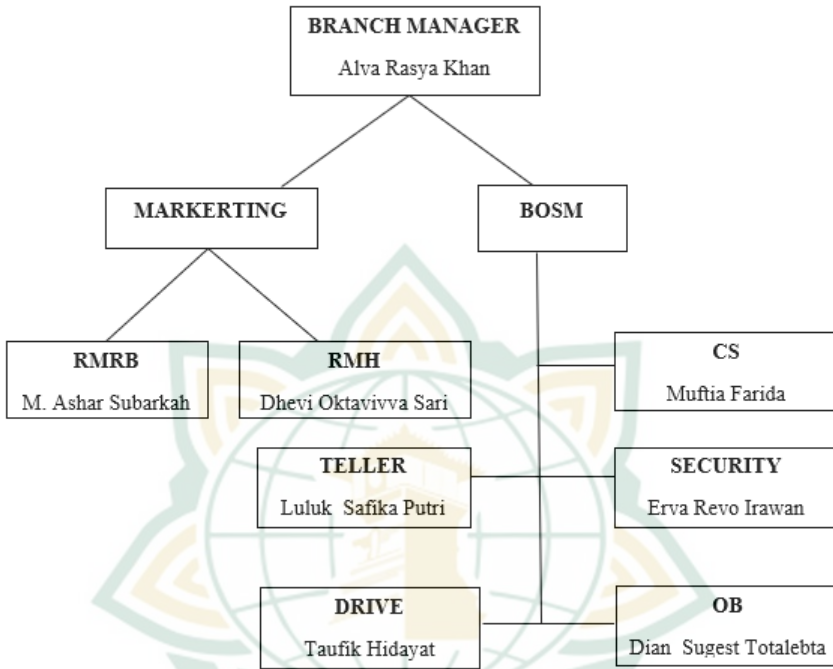 BRANCH MANAGER
Alva Rasya Khan
MARKERTING
BOSM
RMRB
M. Ashar Subarkah
RMH
Dhevi Oktavivva Sari
CS
Muftia Farida
TELLER
Luluk Safika Putri
SECURITY
Erva Revo Irawan
DRIVE
Taufik Hidayat
OB
Dian Sugest Totalebta